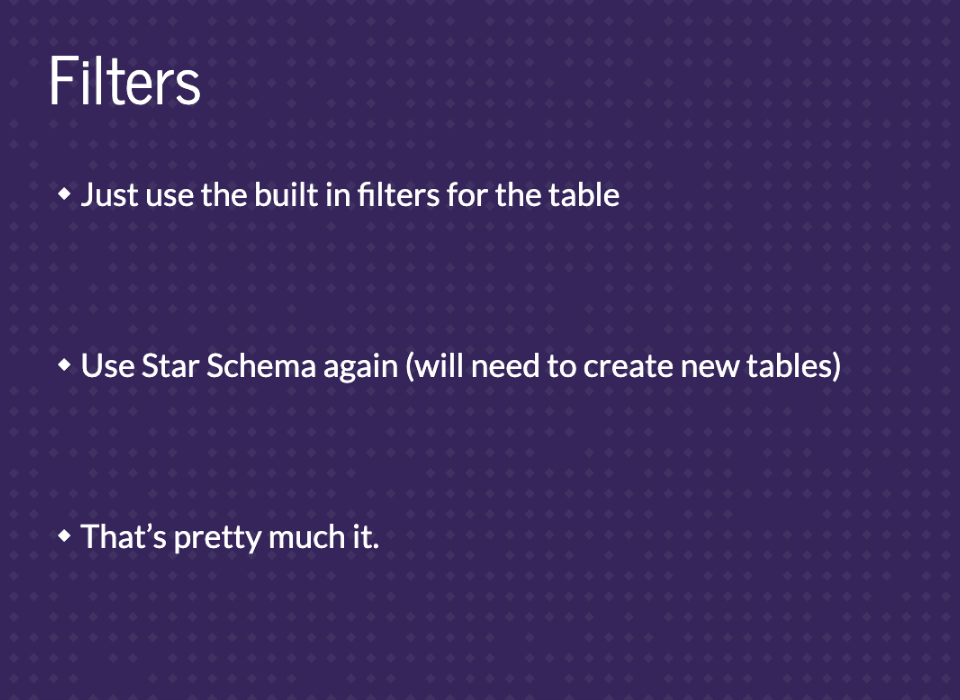 Filters
◆ Just use the built in filters for the table
◆ Use Star Schema again (will need to create new tables)
◆ That’s pretty much it.